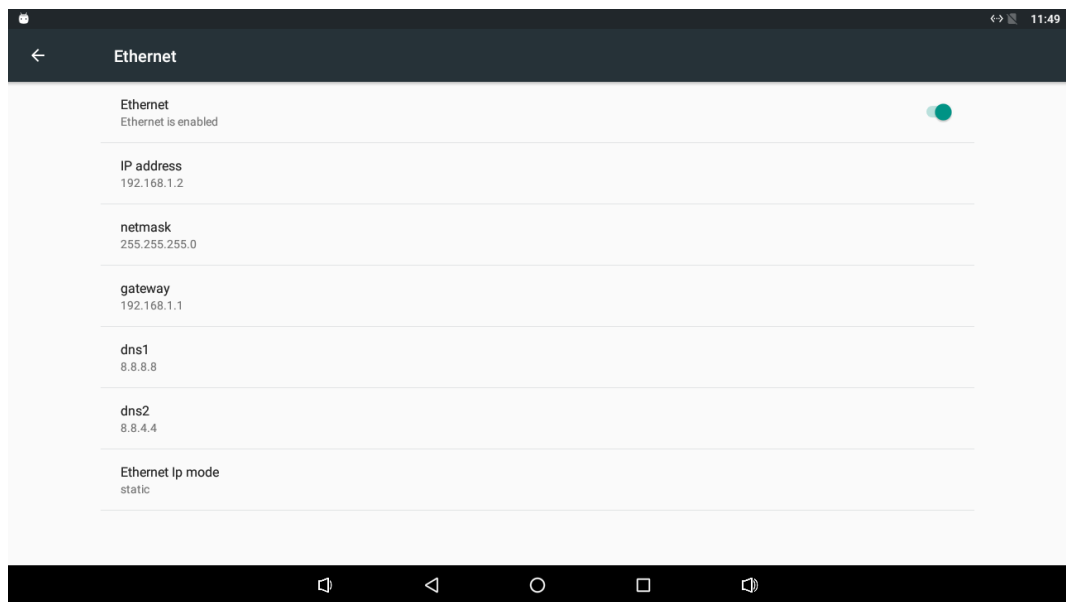 11:49
Ethernet
Ethernet
Ethernet is enabled
IP address
192.168.1.2
netmask
255.255.255.0
gateway
192.168.1.1
dns1
8.8.8.8
dns2
8.8.4.4
Ethernet Ip mode
static